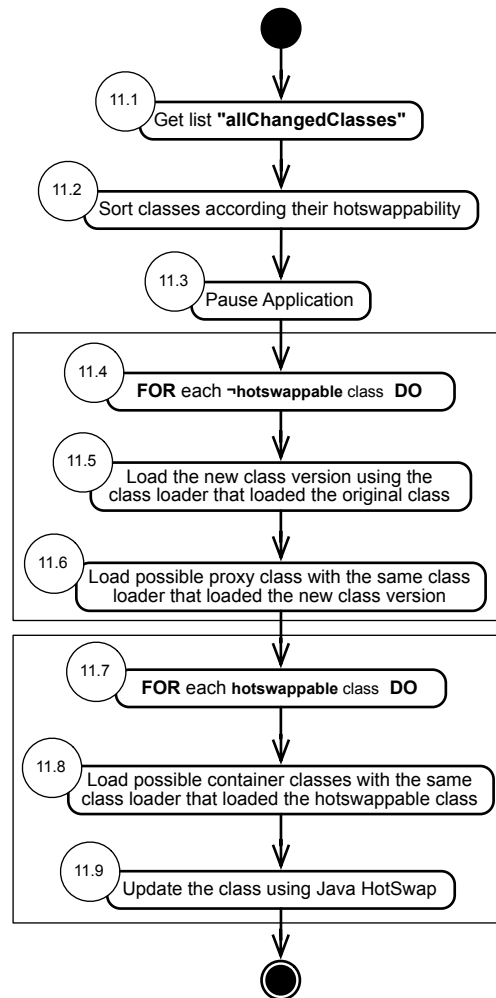 11.1
Get list "allChangedClasses"
11.2
Sort classes according their hotswappability
11.3
Pause Application
11.4
FOR each ¬hotswappable class DO
11.5
Load the new class version using the
class loader that loaded the original class
11.6
Load possible proxy class with the same class
loader that loaded the new class version
11.7
FOR each hotswappable class DO
11.8
Load possible container classes with the same
class loader that loaded the hotswappable class
11.9
Update the class using Java HotSwap